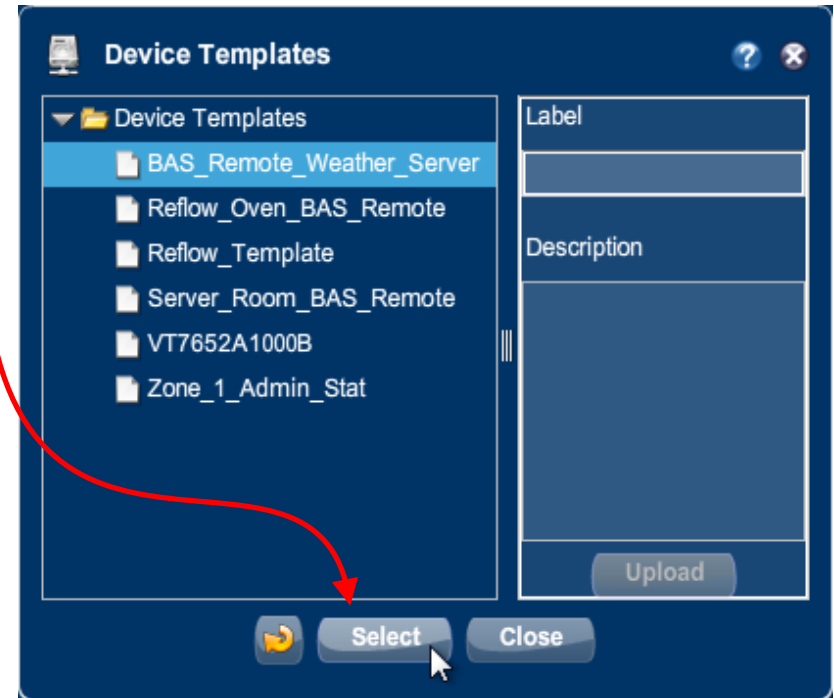 Device Templates
Device Templates
BAS_Remote_Weather_Server
Reflow_Oven_BAS_Remote
Reflow_Template
Server_Room_BAS_Remote
VT7652A1000B
Zone_1_Admin_Stat
Label
Description
Upload
Select
Close